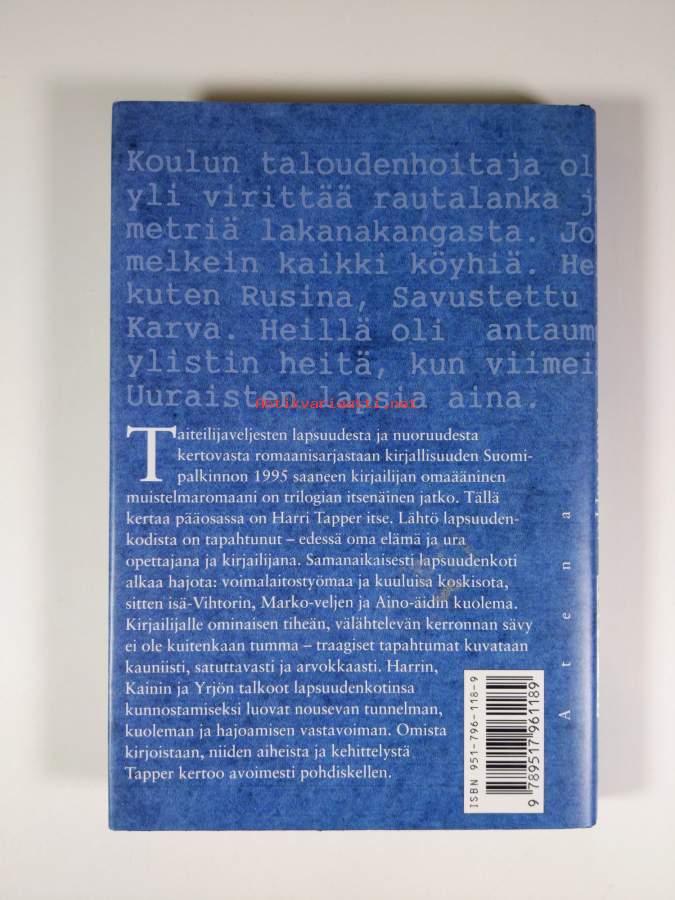 Koulun taloudenhoitaja ol
yli virittää rautalanka j
metriä lakanakangasta. Jo
melkein kaikki köyhiä. He
kuten Rusina, Savustettu
Karva. Heillä oli antaum
ylistin heitä, kun viimei
Uuraisten lapsia aina.
Antikvariaatti.net
Taiteilijaveljesten lapsuudesta ja nuoruudesta
kertovasta romaanisarjastaan kirjallisuuden Suomi-
palkinnon 1995 saaneen kirjailijan omaääninen
muistelmaromaani on trilogian itsenäinen jatko. Tällä
kertaa pääosassa on Harri Tapper itse. Lähtö lapsuuden-
kodista on tapahtunut – edessä oma elämä ja ura
opettajana ja kirjailijana. Samanaikaisesti lapsuudenkoti
alkaa hajota: voimalaitostyömaa ja kuuluisa koskisota,
sitten isä-Vihtorin, Marko-veljen ja Aino-äidin kuolema.
Kirjailijalle ominaisen tiheän, välähtelevän kerronnan sävy
ei ole kuitenkaan tumma – traagiset tapahtumat kuvataan
kauniisti, satuttavasti ja arvokkaasti. Harrin,
Kainin ja Yrjön talkoot lapsuudenkotinsa
kunnostamiseksi luovat nousevan tunnelman,
kuoleman ja hajoamisen vastavoiman. Omista
kirjoistaan, niiden aiheista ja kehittelystä
Tapper kertoo avoimesti pohdiskellen.
ISBN 951-796-118-9
9 789517 961189
Atena